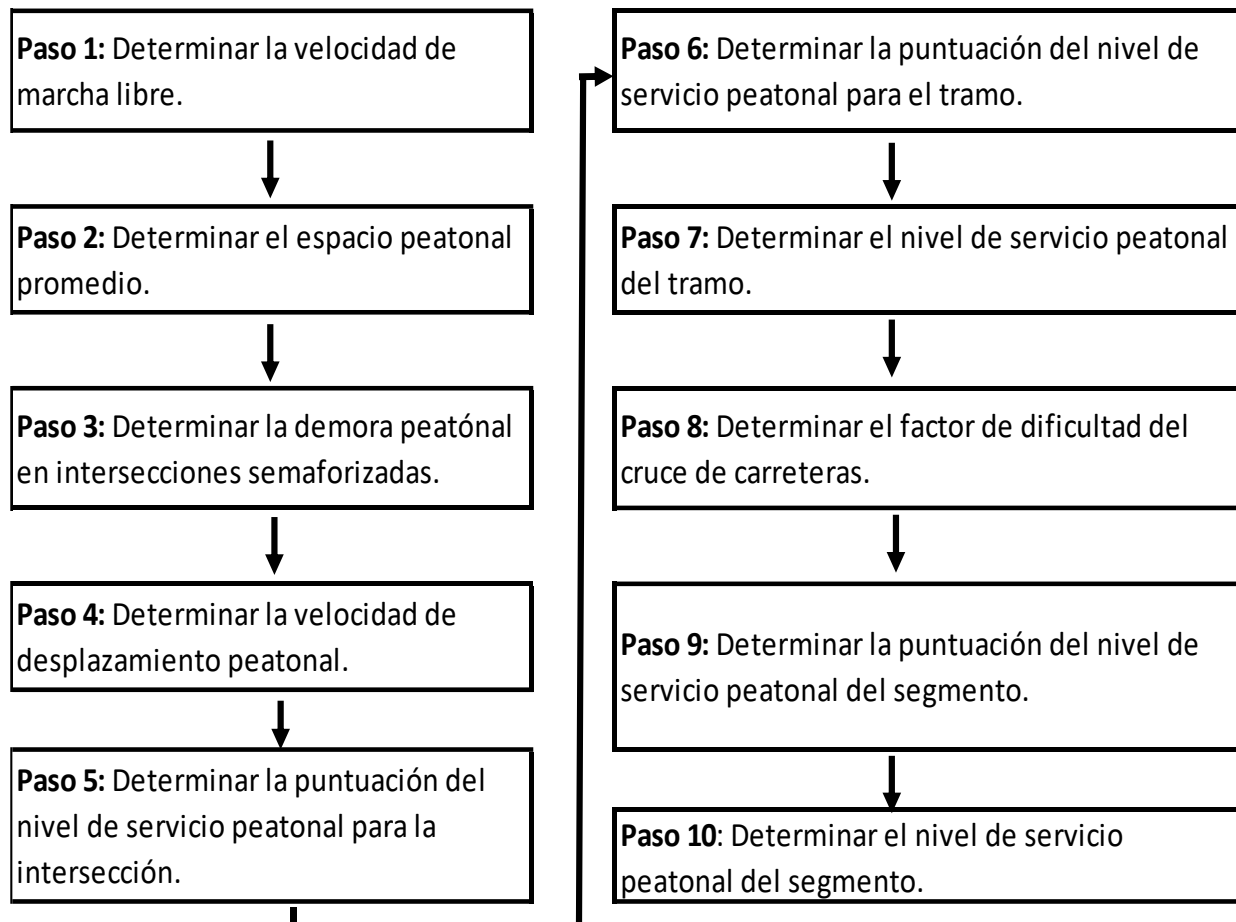 Paso 1: Determinar la velocidad de
marcha libre.
Paso 2: Determinar el espacio peatonal
promedio.
Paso 3: Determinar la demora peatónal
en intersecciones semaforizadas.
Paso 4: Determinar la velocidad de
desplazamiento peatonal.
Paso 5: Determinar la puntuación del
nivel de servicio peatonal para la
intersección.
Paso 6: Determinar la puntuación del nivel de
servicio peatonal para el tramo.
Paso 7: Determinar el nivel de servicio peatonal
del tramo.
Paso 8: Determinar el factor de dificultad del
cruce de carreteras.
Paso 9: Determinar la puntuación del nivel de
servicio peatonal del segmento.
Paso 10: Determinar el nivel de servicio
peatonal del segmento.